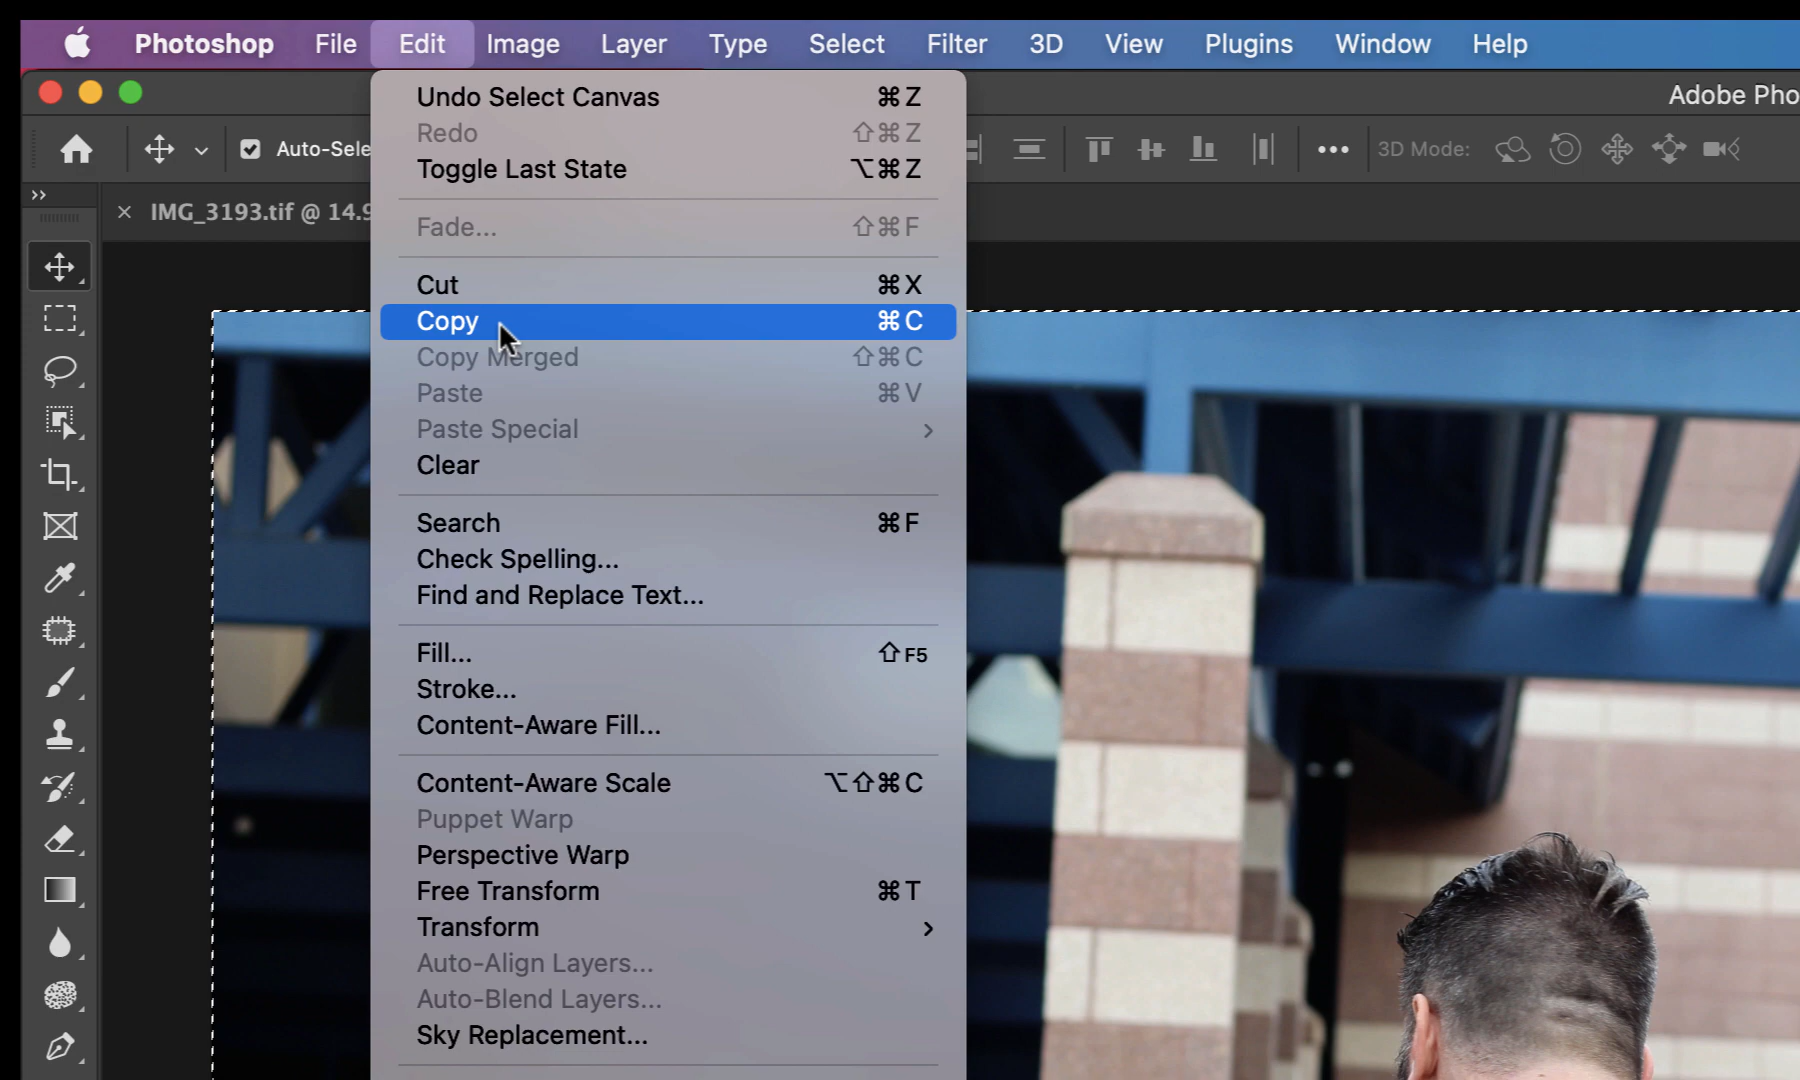 Photoshop File Edit Image Layer Type Select Filter 3D View Plugins Window Help
Adobe Pho
Auto-Sele
3D Mode:
IMG_3193.tif @ 14.9
Undo Select Canvas ⌘Z
Redo ⇧⌘Z
Toggle Last State ⌥⌘Z
Fade... ⇧⌘F
Cut ⌘X
Copy ⌘C
Copy Merged ⇧⌘C
Paste ⌘V
Paste Special
Clear
Search ⌘F
Check Spelling...
Find and Replace Text...
Fill... ⇧F5
Stroke...
Content-Aware Fill...
Content-Aware Scale ⌥⇧⌘C
Puppet Warp
Perspective Warp
Free Transform ⌘T
Transform
Auto-Align Layers...
Auto-Blend Layers...
Sky Replacement...